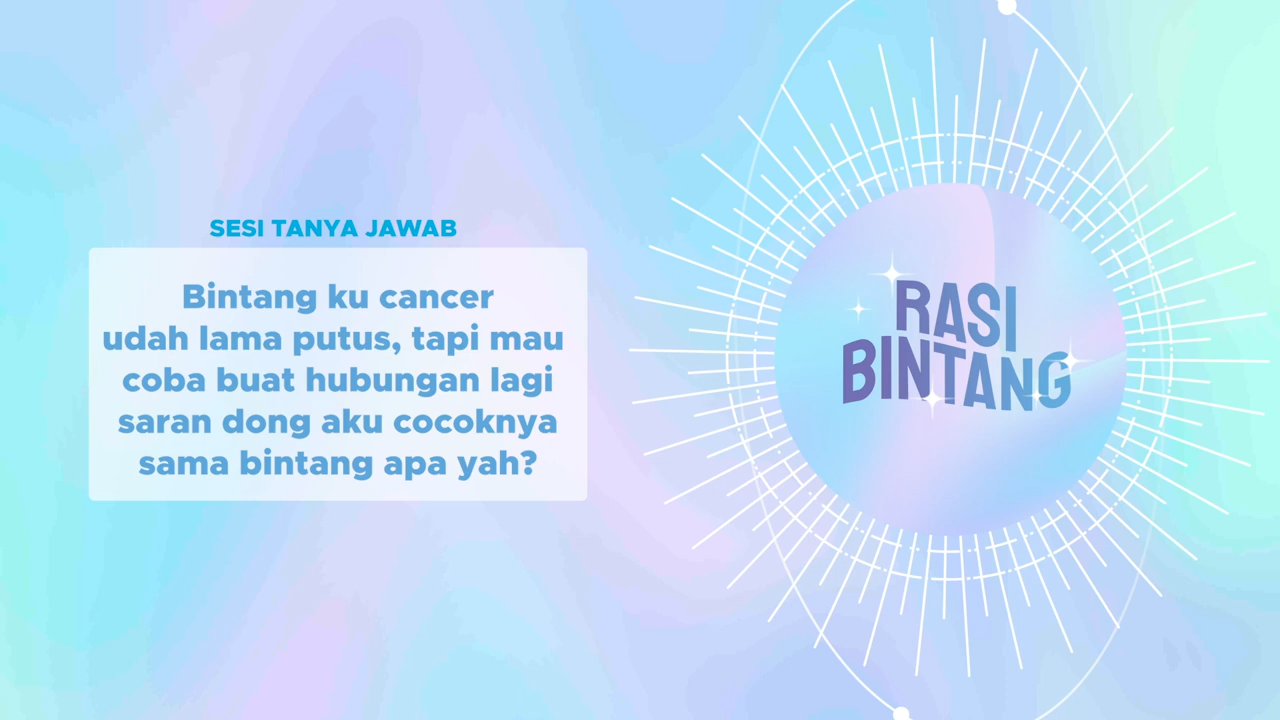 SESI TANYA JAWAB
Bintang ku cancer
udah lama putus, tapi mau
coba buat hubungan lagi
saran dong aku cocoknya
sama bintang apa yah?
RASI
BINTANG